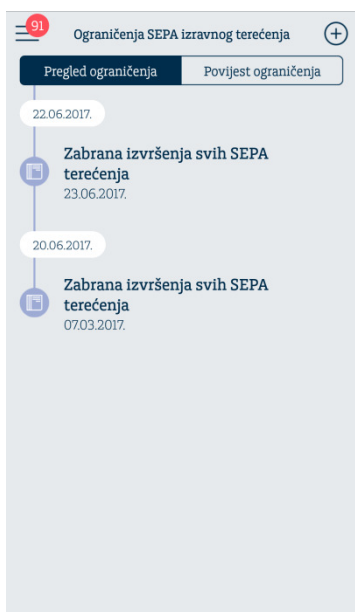 91
Ograničenja SEPA izravnog terećenja
Pregled ograničenja
Povijest ograničenja
22.06.2017.
Zabrana izvršenja svih SEPA
terećenja
23.06.2017.
20.06.2017.
Zabrana izvršenja svih SEPA
terećenja
07.03.2017.